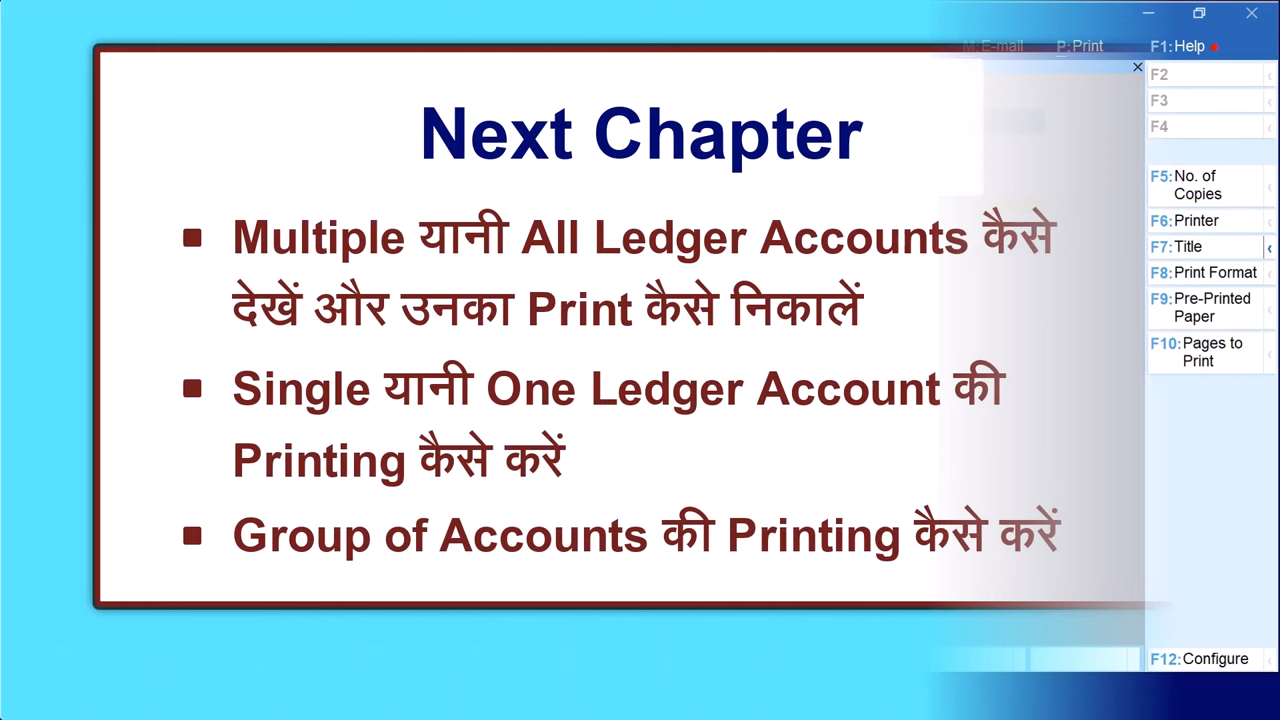 M: E-mail P: Print F1: Help
Next Chapter
F2
F3
F4
F5: No. of
Copies
F6: Printer
F7: Title
F8: Print Format
F9: Pre-Printed
Paper
F10: Pages to
Print
Multiple यानी All Ledger Accounts कैसे
देखें और उनका Print कैसे निकालें
Single यानी One Ledger Account की
Printing कैसे करें
Group of Accounts की Printing कैसे करें
F12: Configure